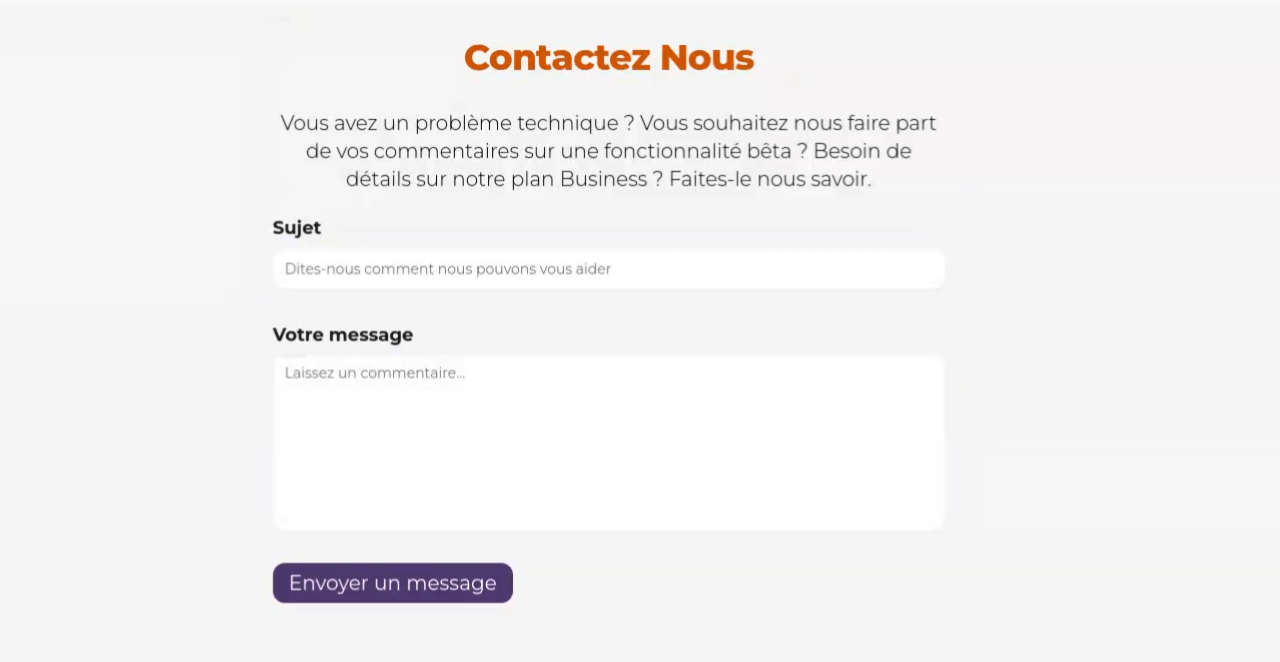 Contactez Nous
Vous avez un problème technique ? Vous souhaitez nous faire part
de vos commentaires sur une fonctionnalité bêta ? Besoin de
détails sur notre plan Business ? Faites-le nous savoir.
Sujet
Dites-nous comment nous pouvons vous aider
Votre message
Laissez un commentaire...
Envoyer un message